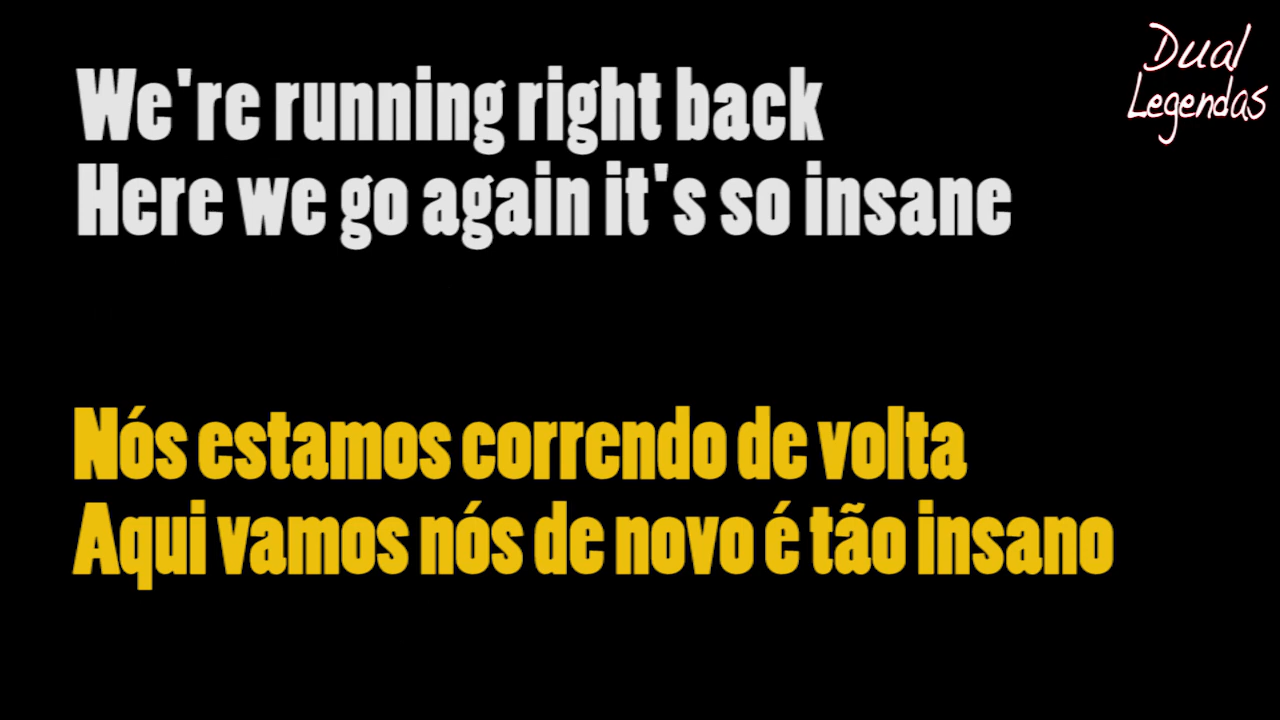 Dual
Legendas
We're running right back
Here we go again it's so insane
Nós estamos correndo de volta
Aqui vamos nós de novo é tão insano